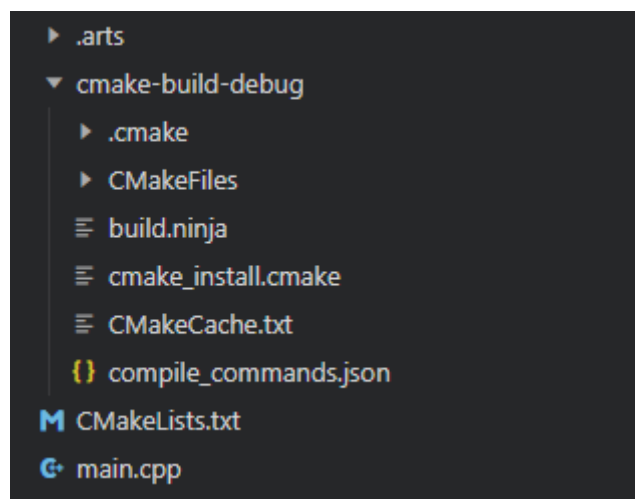 .arts
cmake-build-debug
.cmake
CMakeFiles
build.ninja
cmake_install.cmake
CMakeCache.txt
{} compile_commands.json
M CMakeLists.txt
main.cpp